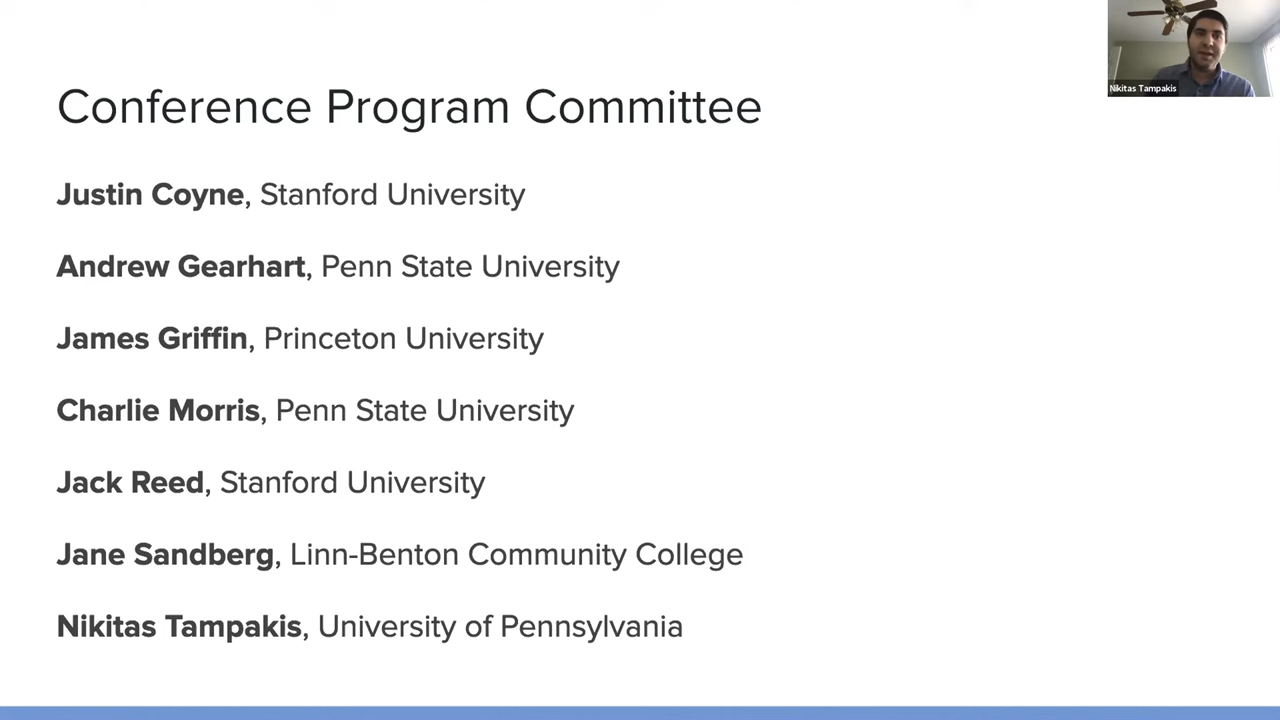 Nikitas Tampakis
Conference Program Committee
Justin Coyne, Stanford University
Andrew Gearhart, Penn State University
James Griffin, Princeton University
Charlie Morris, Penn State University
Jack Reed, Stanford University
Jane Sandberg, Linn-Benton Community College
Nikitas Tampakis, University of Pennsylvania